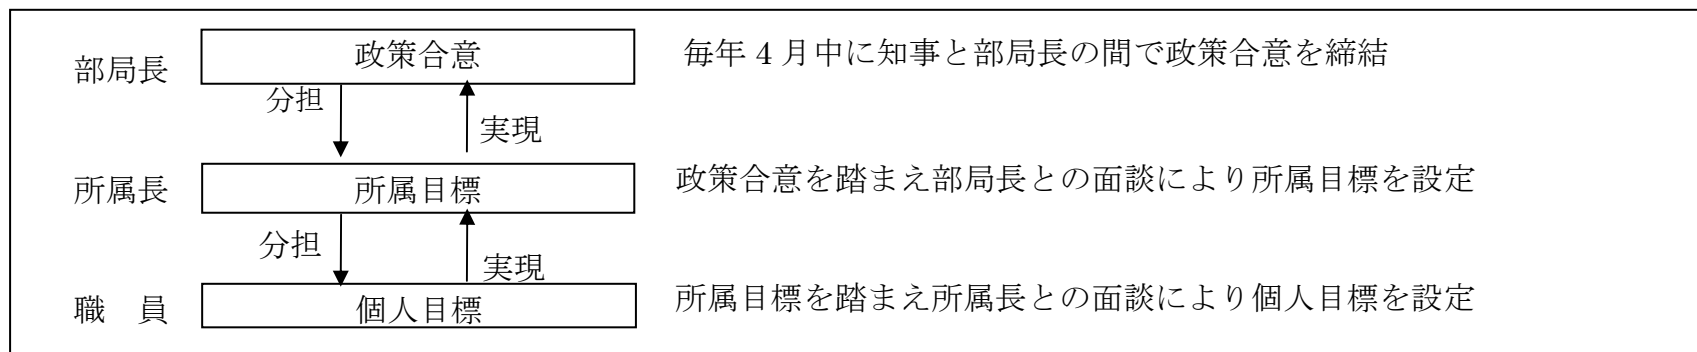 部局長 政策合意 毎年４月中に知事と部局長の間で政策合意を締結
分担
実現
所属長 所属目標 政策合意を踏まえ部局長との面談により所属目標を設定
分担
実現
職　員 個人目標 所属目標を踏まえ所属長との面談により個人目標を設定